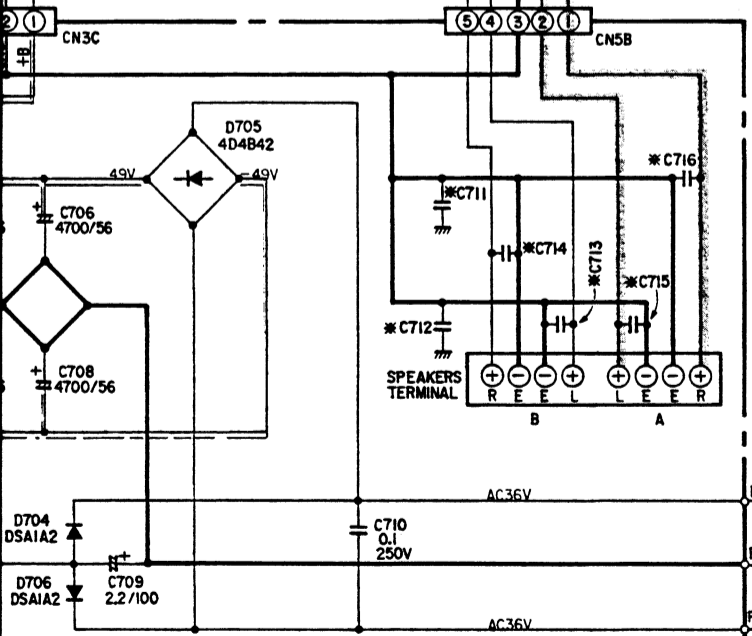 2 1
CN3C
+B
5 4 3 2 1
CN5B
D705
4D4B42
49V
-49V
※C716
+
C706
4700/56
※C711
※C714
※C713
※C715
※C712
+
C708
4700/56
SPEAKERS
TERMINAL
+ − − + + − − +
R E E L L E E R
B A
AC36V
D704
DSA1A2
C710
0.1
250V
+
D706
DSA1A2
C709
2.2/100
AC36V